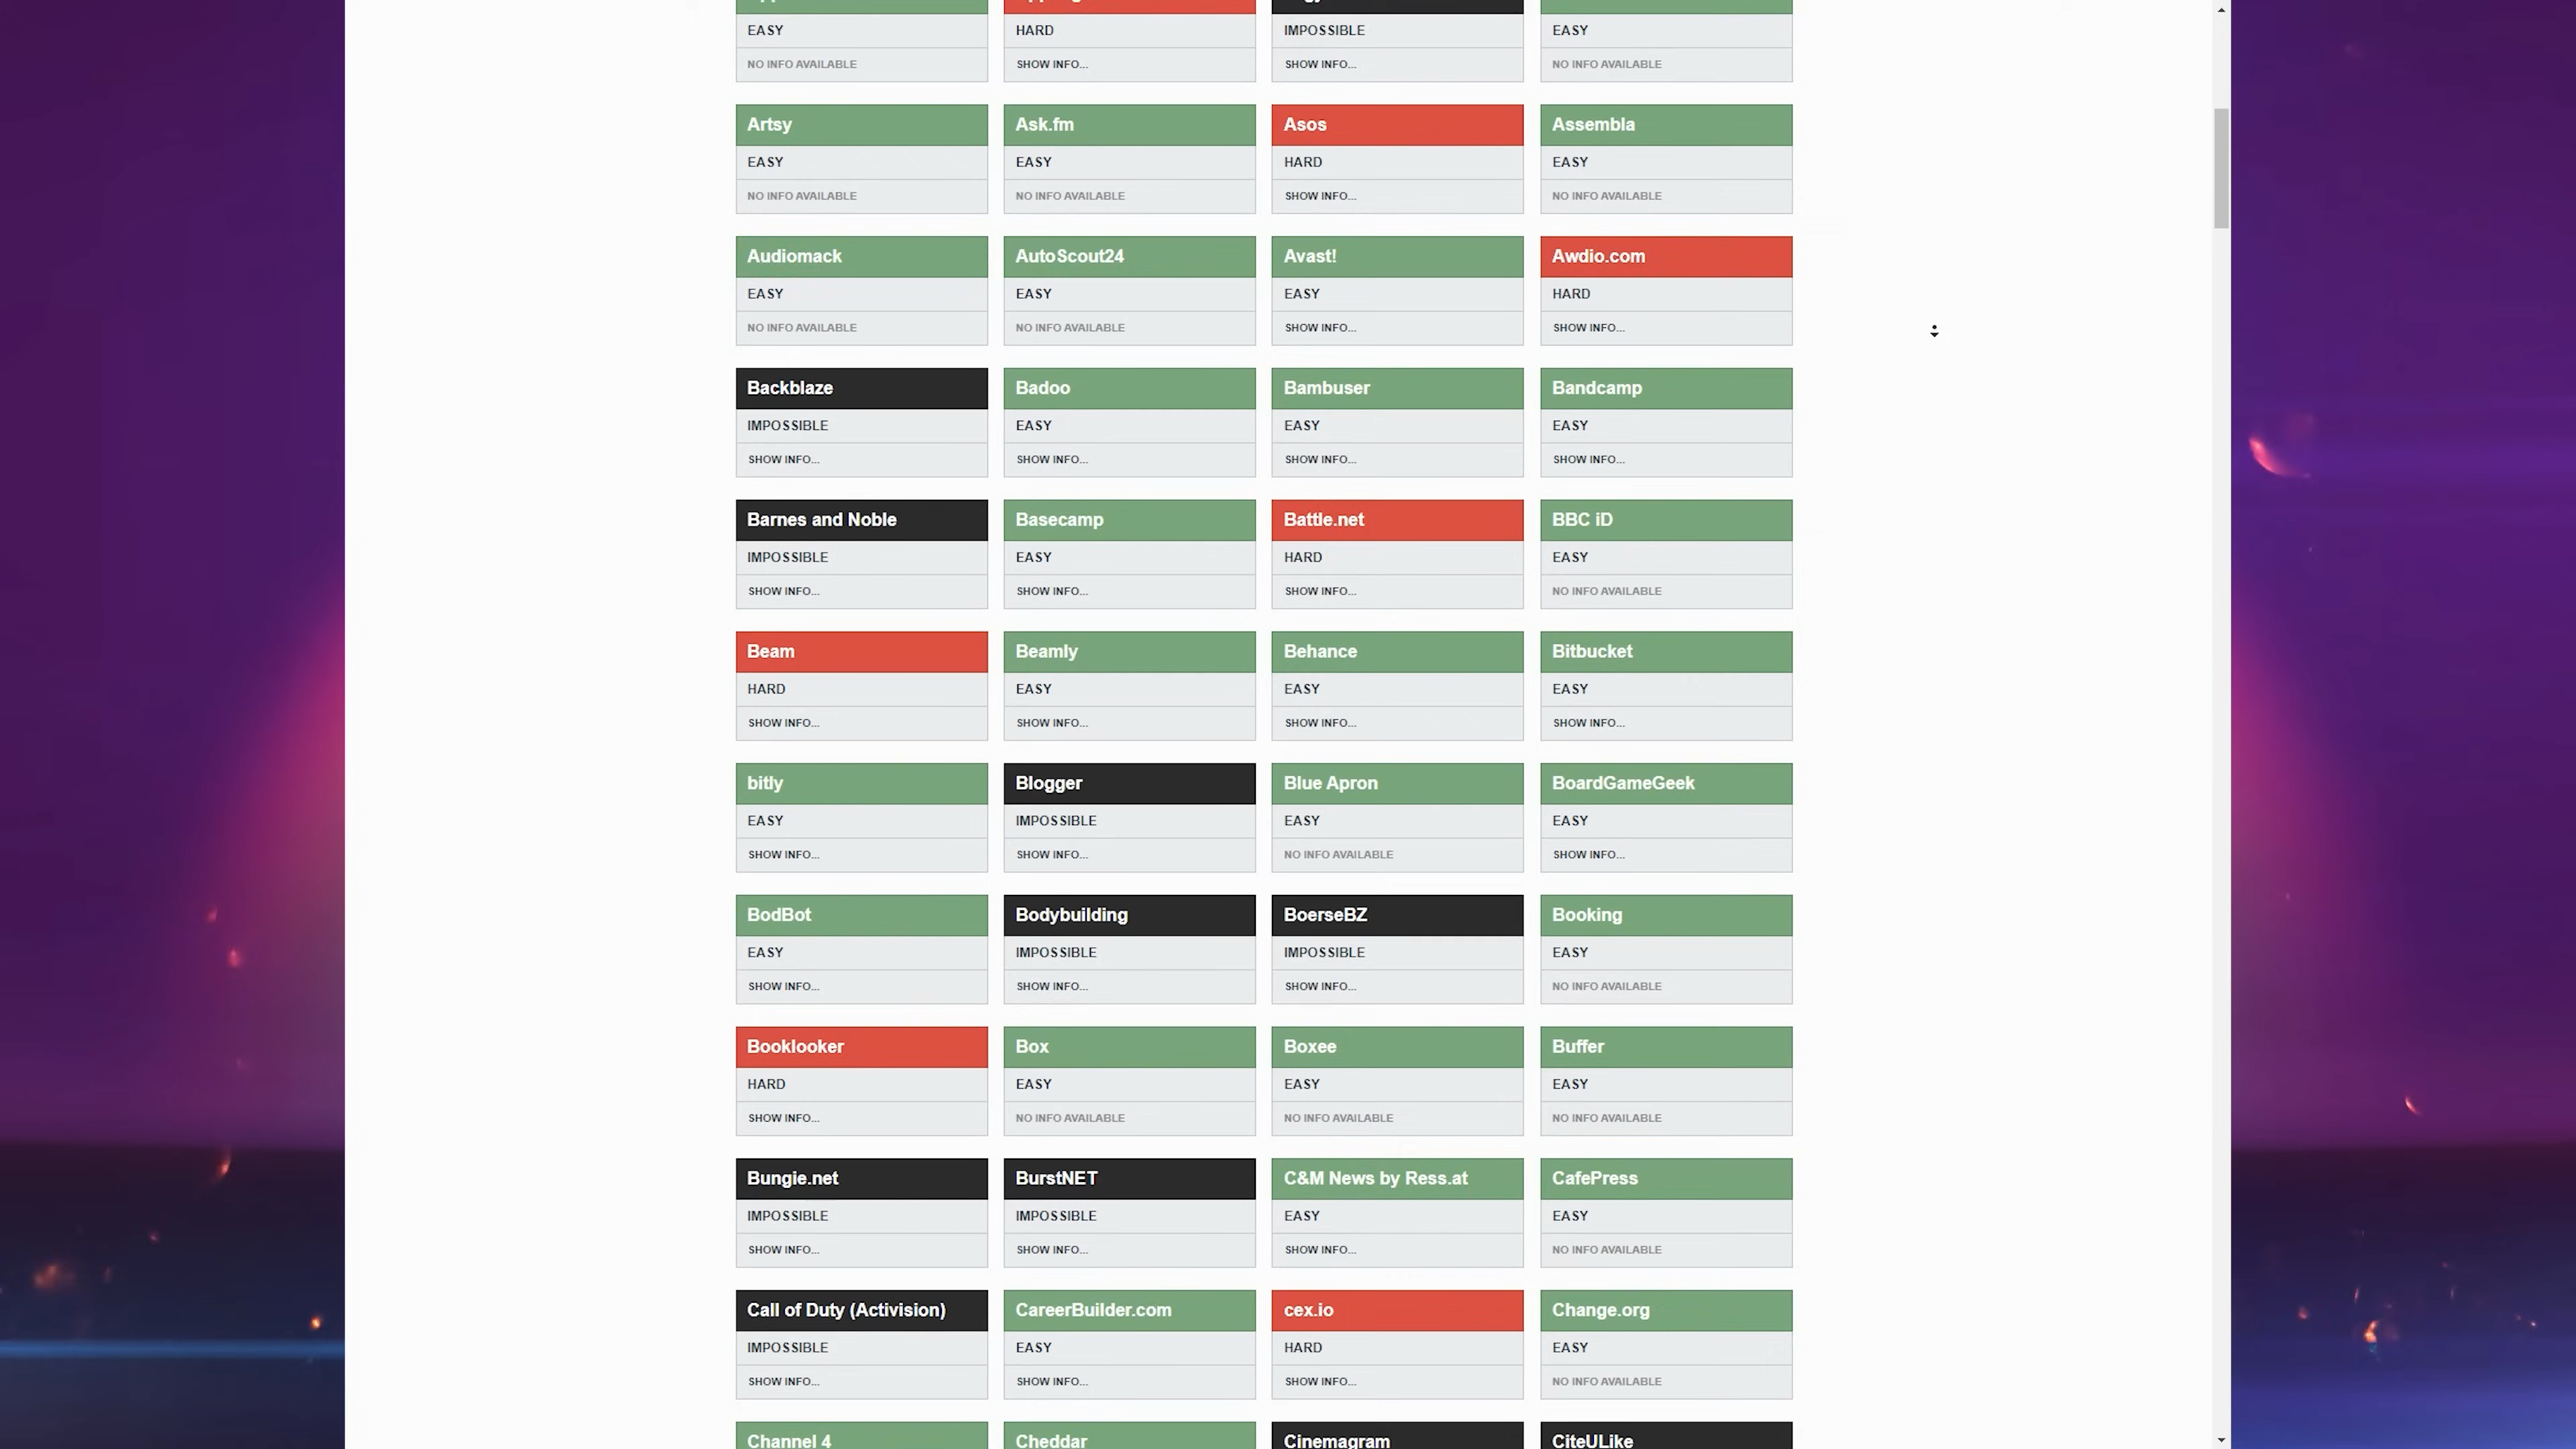 EASY
HARD
IMPOSSIBLE
EASY
NO INFO AVAILABLE
SHOW INFO...
SHOW INFO...
NO INFO AVAILABLE
Artsy
Ask.fm
Asos
Assembla
EASY
EASY
HARD
EASY
NO INFO AVAILABLE
NO INFO AVAILABLE
SHOW INFO...
NO INFO AVAILABLE
Audiomack
AutoScout24
Avast!
Awdio.com
EASY
EASY
EASY
HARD
NO INFO AVAILABLE
NO INFO AVAILABLE
SHOW INFO...
SHOW INFO...
Backblaze
Badoo
Bambuser
Bandcamp
IMPOSSIBLE
EASY
EASY
EASY
SHOW INFO...
SHOW INFO...
SHOW INFO...
SHOW INFO...
Barnes and Noble
Basecamp
Battle.net
BBC iD
IMPOSSIBLE
EASY
HARD
EASY
SHOW INFO...
SHOW INFO...
SHOW INFO...
NO INFO AVAILABLE
Beam
Beamly
Behance
Bitbucket
HARD
EASY
EASY
EASY
SHOW INFO...
SHOW INFO...
SHOW INFO...
SHOW INFO...
bitly
Blogger
Blue Apron
BoardGameGeek
EASY
IMPOSSIBLE
EASY
EASY
SHOW INFO...
SHOW INFO...
NO INFO AVAILABLE
SHOW INFO...
BodBot
Bodybuilding
BoerseBZ
Booking
EASY
IMPOSSIBLE
IMPOSSIBLE
EASY
SHOW INFO...
SHOW INFO...
SHOW INFO...
NO INFO AVAILABLE
Booklooker
Box
Boxee
Buffer
HARD
EASY
EASY
EASY
SHOW INFO...
NO INFO AVAILABLE
NO INFO AVAILABLE
NO INFO AVAILABLE
Bungie.net
BurstNET
C&M News by Ress.at
CafePress
IMPOSSIBLE
IMPOSSIBLE
EASY
EASY
SHOW INFO...
SHOW INFO...
SHOW INFO...
NO INFO AVAILABLE
Call of Duty (Activision)
CareerBuilder.com
cex.io
Change.org
IMPOSSIBLE
EASY
HARD
EASY
SHOW INFO...
SHOW INFO...
SHOW INFO...
NO INFO AVAILABLE
Channel 4
Cheddar
Cinemagram
CiteULike